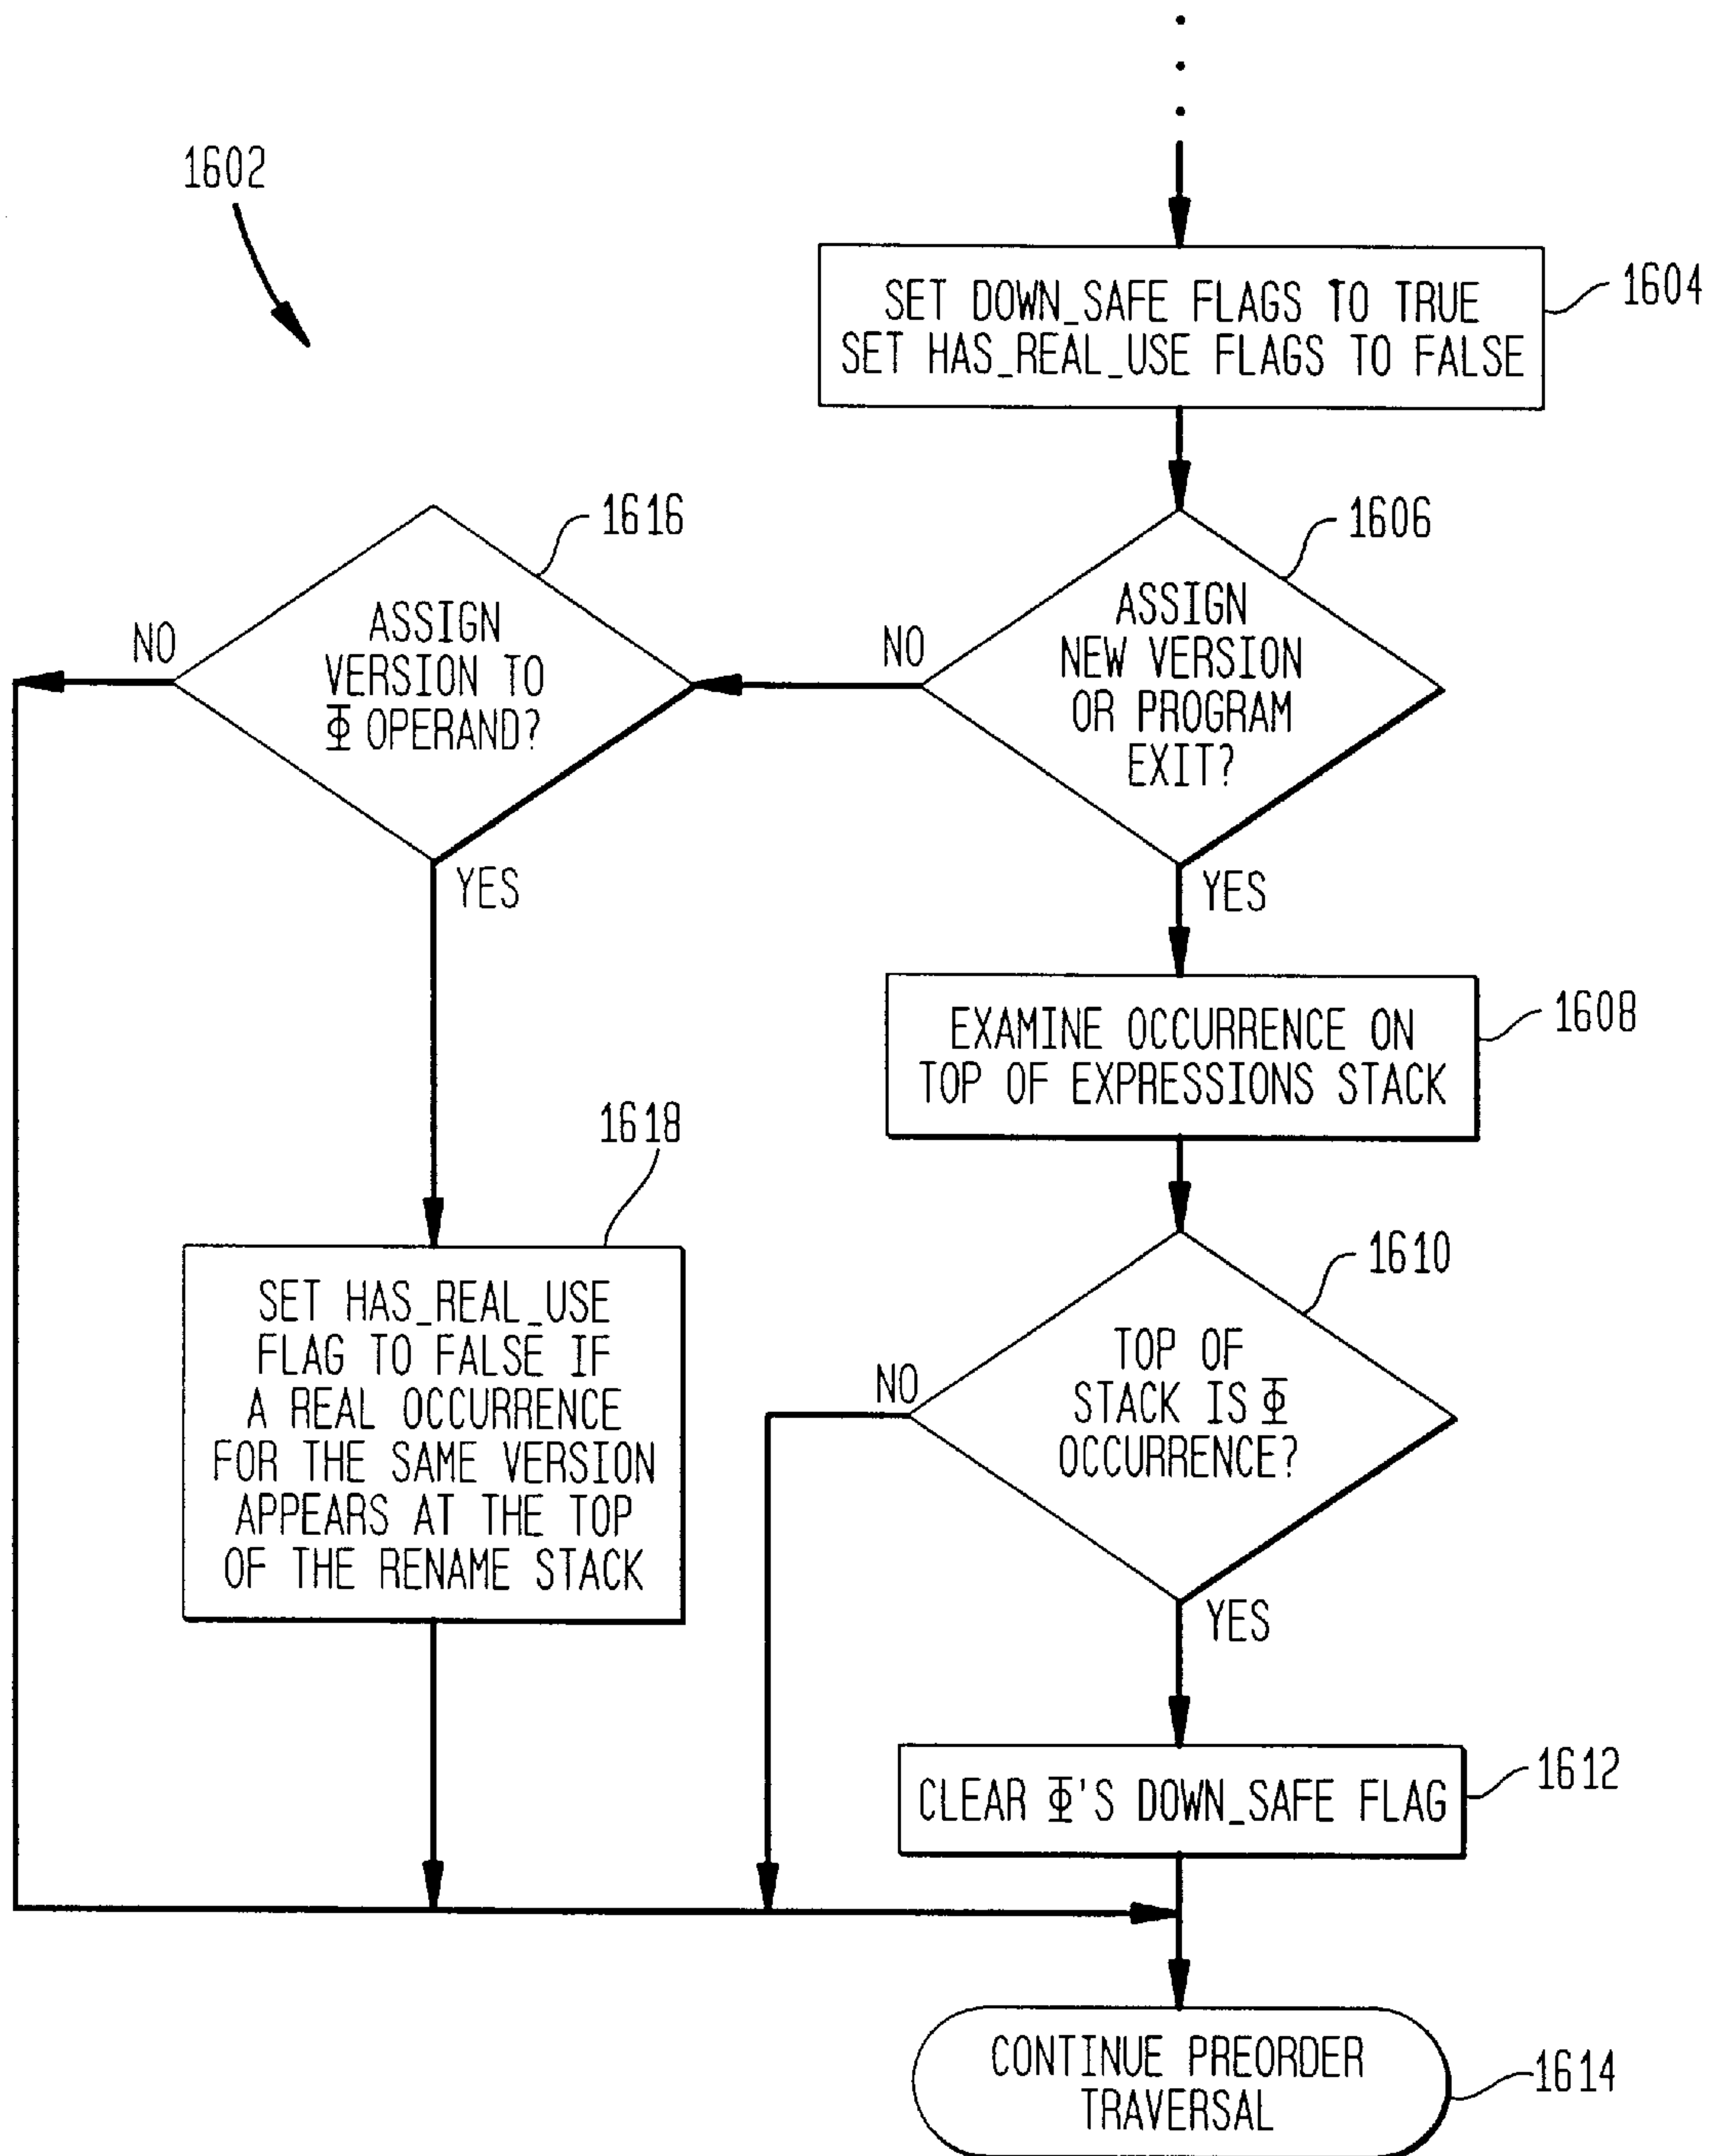 1602
SET DOWN_SAFE FLAGS TO TRUE
SET HAS_REAL_USE FLAGS TO FALSE
1604
1616
ASSIGN
VERSION TO
Φ OPERAND?
NO
YES
1606
ASSIGN
NEW VERSION
OR PROGRAM
EXIT?
NO
YES
EXAMINE OCCURRENCE ON
TOP OF EXPRESSIONS STACK
1608
1618
SET HAS_REAL_USE
FLAG TO FALSE IF
A REAL OCCURRENCE
FOR THE SAME VERSION
APPEARS AT THE TOP
OF THE RENAME STACK
1610
TOP OF
STACK IS Φ
OCCURRENCE?
NO
YES
CLEAR Φ'S DOWN_SAFE FLAG
1612
CONTINUE PREORDER
TRAVERSAL
1614